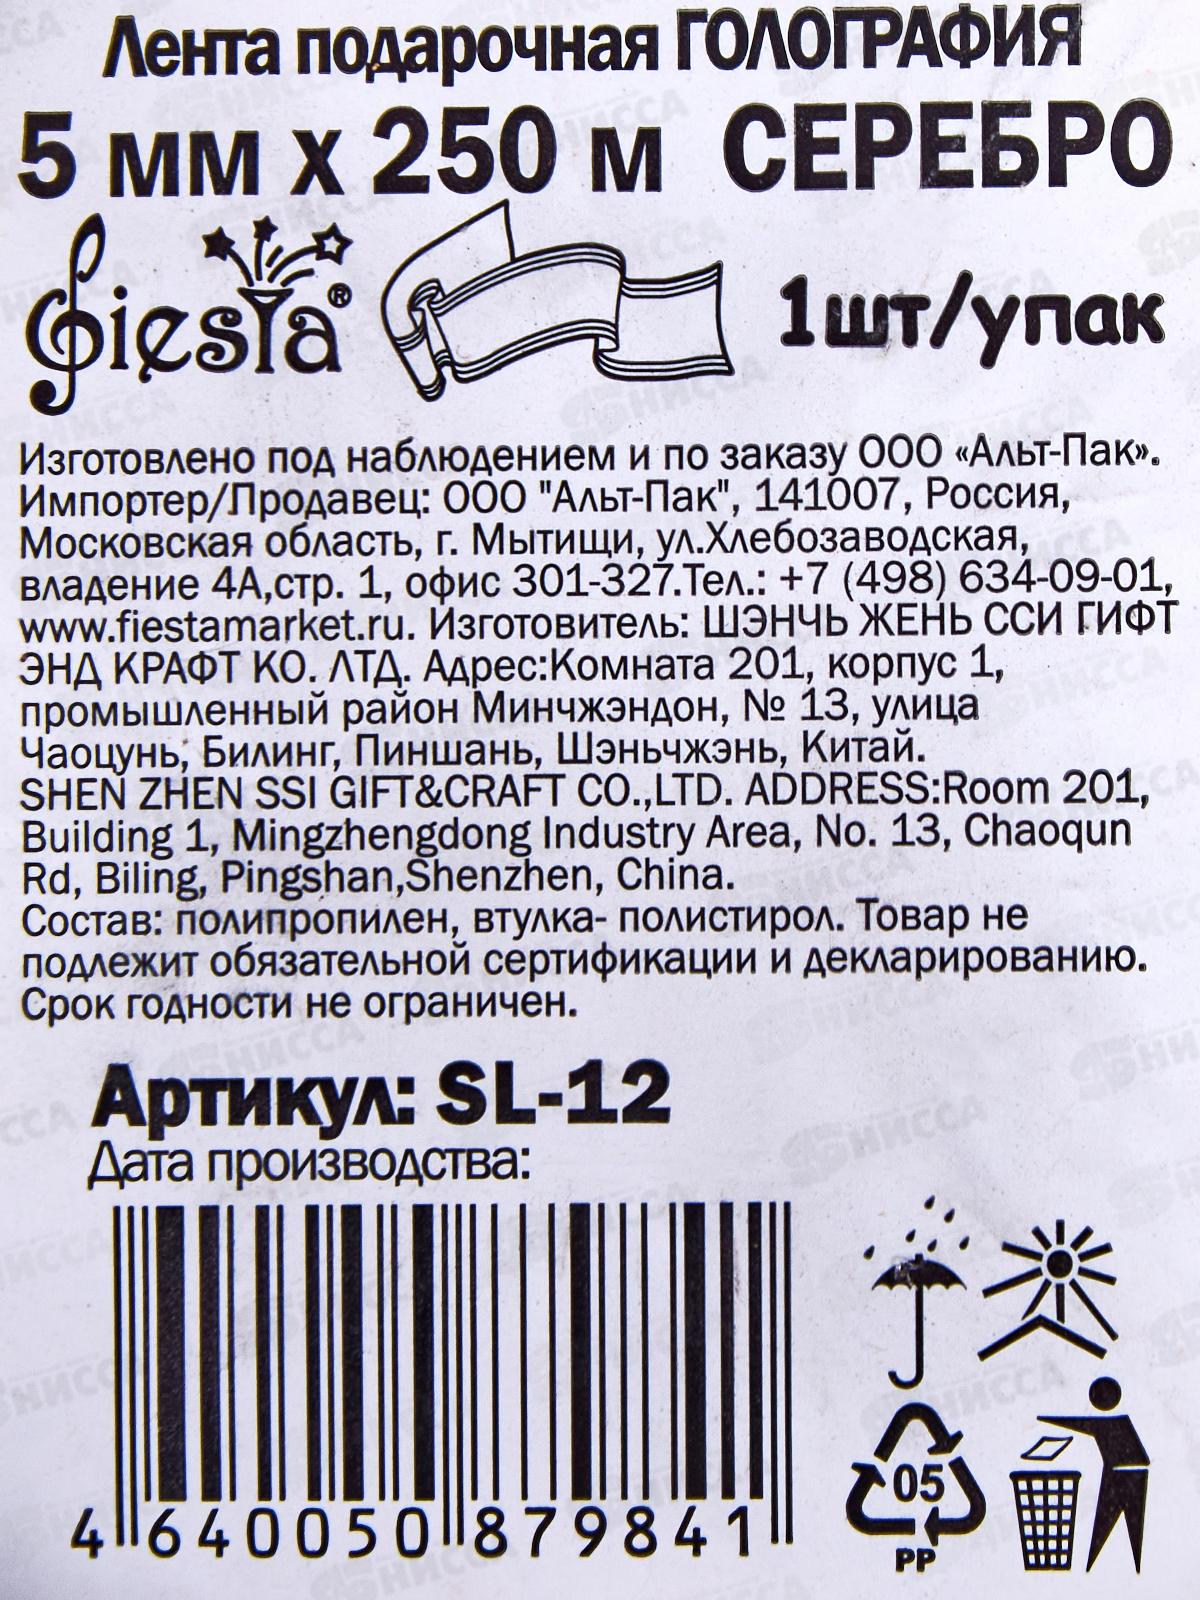 Лента подарочная ГОЛОГРАФИЯ
5 мм х 250 м СЕРЕБРО
fiesta®
1шт/упак
Изготовлено под наблюдением и по заказу ООО «Альт-Пак».
Импортер/Продавец: ООО "Альт-Пак", 141007, Россия,
Московская область, г. Мытищи, ул.Хлебозаводская,
владение 4А,стр. 1, офис 301-327.Тел.: +7 (498) 634-09-01,
www.fiestamarket.ru. Изготовитель: ШЭНЧЬ ЖЕНЬ ССИ ГИФТ
ЭНД КРАФТ КО. ЛТД. Адрес:Комната 201, корпус 1,
промышленный район Минчжэндон, № 13, улица
Чаоцунь, Билинг, Пиншань, Шэньчжэнь, Китай.
SHEN ZHEN SSI GIFT&CRAFT CO.,LTD. ADDRESS:Room 201,
Building 1, Mingzhengdong Industry Area, No. 13, Chaoqun
Rd, Biling, Pingshan,Shenzhen, China.
Состав: полипропилен, втулка- полистирол. Товар не
подлежит обязательной сертификации и декларированию.
Срок годности не ограничен.
Артикул: SL-12
Дата производства:
4 640050 879841
05
PP